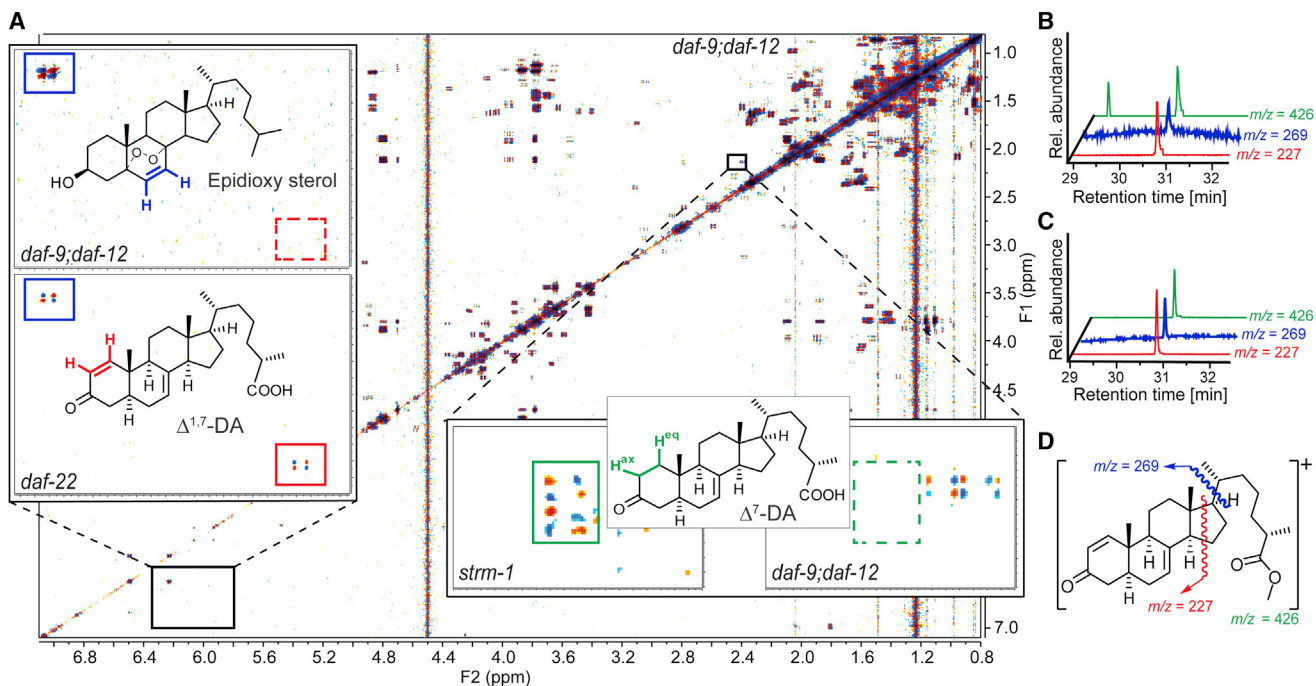 A
daf-9;daf-12
Epidioxy sterol
HO
O
O
H
H
H
daf-9;daf-12
H
H
H
H
H
H
O
COOH
Δ1,7-DA
daf-22
Hax
Heq
H
H
H
H
O
COOH
Δ7-DA
strm-1
daf-9;daf-12
1.0
1.5
2.0
2.5
3.0
3.5
4.0
4.5
7.0
F1 (ppm)
6.8 6.4 6.0 5.6 5.2 4.8 4.4 4.0 3.6 3.2 2.8 2.4 2.0 1.6 1.2 0.8
F2 (ppm)
B
Rel. abundance
m/z = 426
m/z = 269
m/z = 227
29 30 31 32
Retention time [min]
C
Rel. abundance
m/z = 426
m/z = 269
m/z = 227
29 30 31 32
Retention time [min]
D
m/z = 269
+
H
H
H
H
O
O
O
m/z = 227
m/z = 426